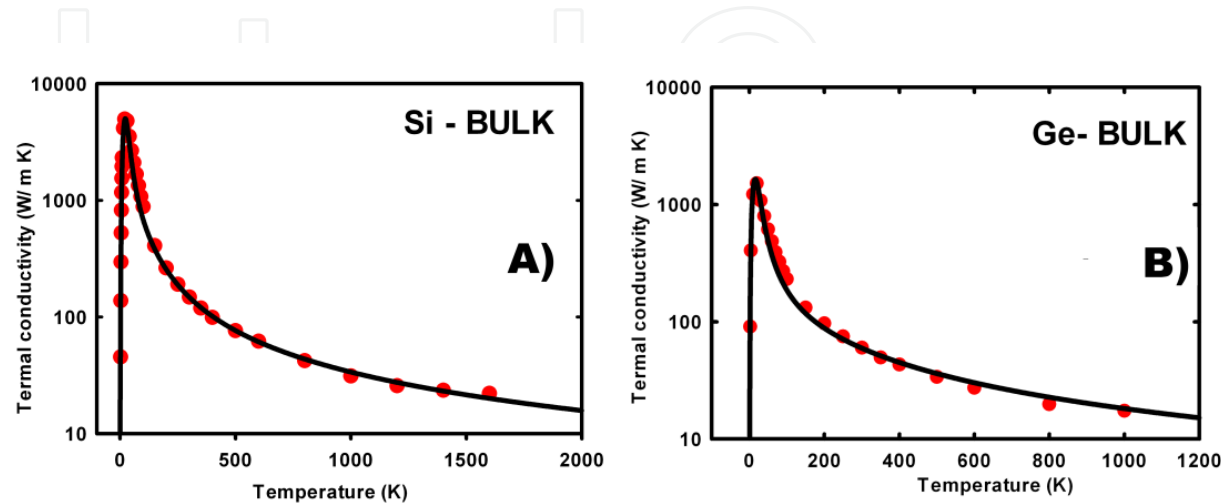 Si - BULK
A)
10000
1000
100
10
0
500
1000
1500
2000
Termal conductivity (W/ m K)
Temperature (K)
Ge- BULK
B)
10000
1000
100
10
0
200
400
600
800
1000
1200
Termal conductivity (W/ m K)
Temperature (K)